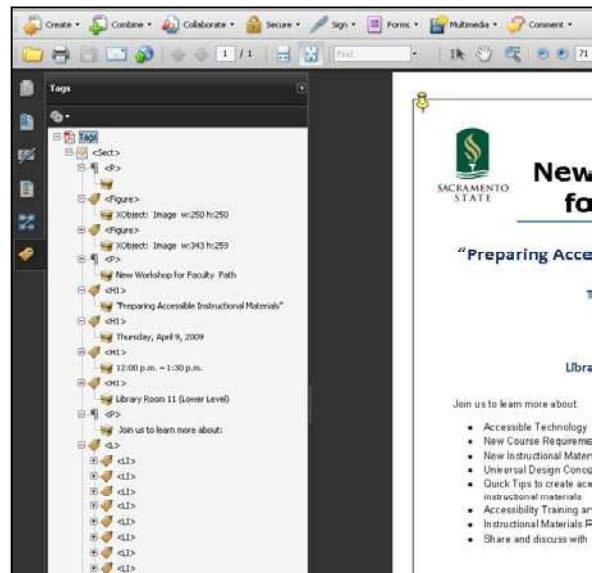 Create Combine Collaborate Secure Sign Forms Multimedia Comment
1 / 1 Find 71
Tags
Tags
<Sect>
<P>
<Figure>
XObject: Image w:250 h:250
<Figure>
XObject: Image w:343 h:259
<P>
New Workshop for Faculty Path
<H1>
"Preparing Accessible Instructional Materials"
<H1>
Thursday, April 9, 2009
<H1>
12:00 p.m. – 1:30 p.m.
<H1>
Library Room 11 (Lower Level)
<P>
Join us to learn more about:
<L>
<LI>
<LI>
<LI>
<LI>
<LI>
<LI>
<LI>
<LI>
SACRAMENTO
STATE
New
fo
"Preparing Acce
T
Libra
Join us to learn more about
• Accessible Technology
• New Course Requireme
• New Instructional Mater
• Universal Design Conce
• Quick Tips to create
instructional materials
• Accessibility Training an
• Instructional Materials
• Share and discuss with